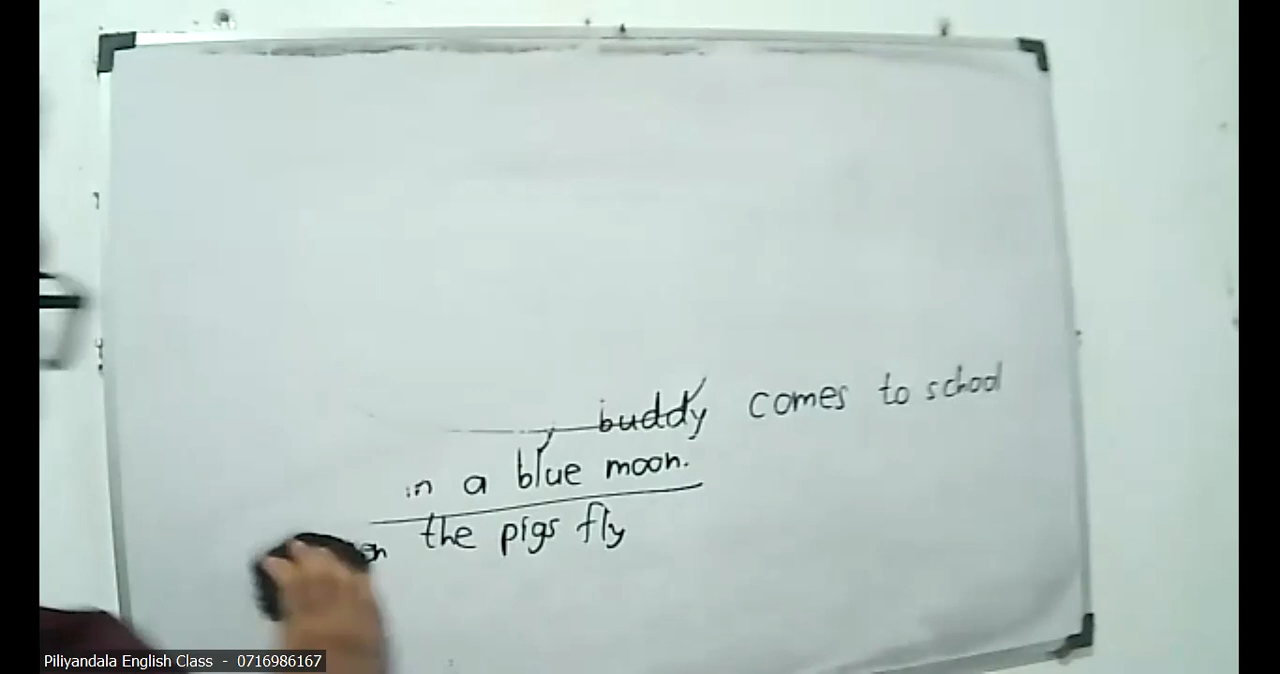 buddy comes to school
in a blue moon.
the pigs fly
Piliyandala English Class - 0716986167